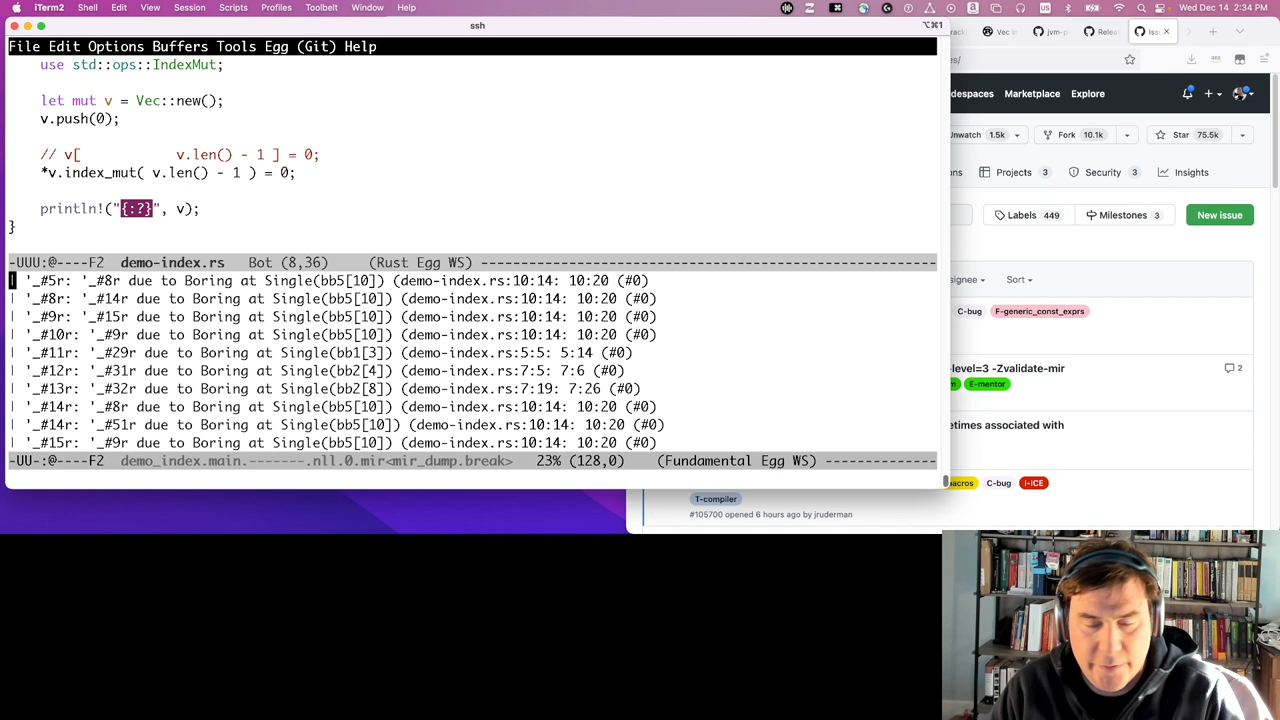 iTerm2 Shell Edit View Session Scripts Profiles Toolbelt Window Help Wed Dec 14 2:34 PM
ssh ⌥⌘1
File Edit Options Buffers Tools Egg (Git) Help
use std::ops::IndexMut;
let mut v = Vec::new();
v.push(0);
// v[            v.len() - 1 ] = 0;
*v.index_mut( v.len() - 1 ) = 0;
println!("{:?}", v);
}
-UUU:@----F2  demo-index.rs   Bot (8,36)     (Rust Egg WS) ----------------------------------------------------------
| '_#5r: '_#8r due to Boring at Single(bb5[10]) (demo-index.rs:10:14: 10:20 (#0)
| '_#8r: '_#14r due to Boring at Single(bb5[10]) (demo-index.rs:10:14: 10:20 (#0)
| '_#9r: '_#15r due to Boring at Single(bb5[10]) (demo-index.rs:10:14: 10:20 (#0)
| '_#10r: '_#9r due to Boring at Single(bb5[10]) (demo-index.rs:10:14: 10:20 (#0)
| '_#11r: '_#29r due to Boring at Single(bb1[3]) (demo-index.rs:5:5: 5:14 (#0)
| '_#12r: '_#31r due to Boring at Single(bb2[4]) (demo-index.rs:7:5: 7:6 (#0)
| '_#13r: '_#32r due to Boring at Single(bb2[8]) (demo-index.rs:7:19: 7:26 (#0)
| '_#14r: '_#8r due to Boring at Single(bb5[10]) (demo-index.rs:10:14: 10:20 (#0)
| '_#14r: '_#51r due to Boring at Single(bb5[10]) (demo-index.rs:10:14: 10:20 (#0)
| '_#15r: '_#9r due to Boring at Single(bb5[10]) (demo-index.rs:10:14: 10:20 (#0)
-UU-:@----F2  demo_index.main.-------.nll.0.mir<mir_dump.break>   23% (128,0)     (Fundamental Egg WS) --------------
Vec in jvm-p Relea Iss
es/
despaces Marketplace Explore
Unwatch 1.5k Fork 10.1k Star 75.5k
Projects 3 Security 3 Insights
Labels 449 Milestones 3 New issue
signee Sort
C-bug F-generic_const_exprs
-level=3 -Zvalidate-mir 2
E-mentor
etimes associated with
macros C-bug I-ICE
T-compiler
#105700 opened 6 hours ago by jruderman